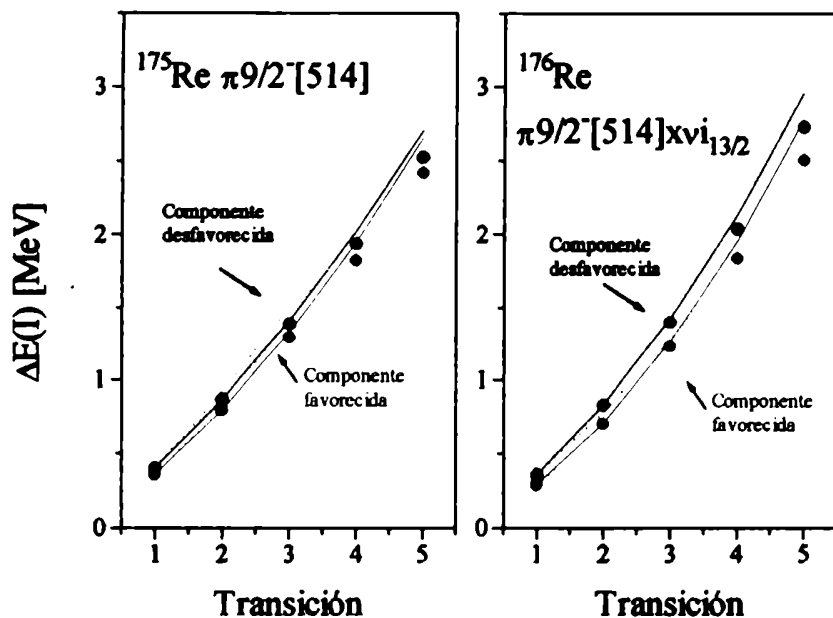 ¹⁷⁵Re π9/2⁻[514]
¹⁷⁶Re
π9/2⁻[514]xνi₁₃/₂
Componente
desfavorecida
Componente
favorecida
Componente
desfavorecida
Componente
favorecida
ΔE(I) [MeV]
3
2
1
0
1 2 3 4 5
Transición
3
2
1
0
1 2 3 4 5
Transición